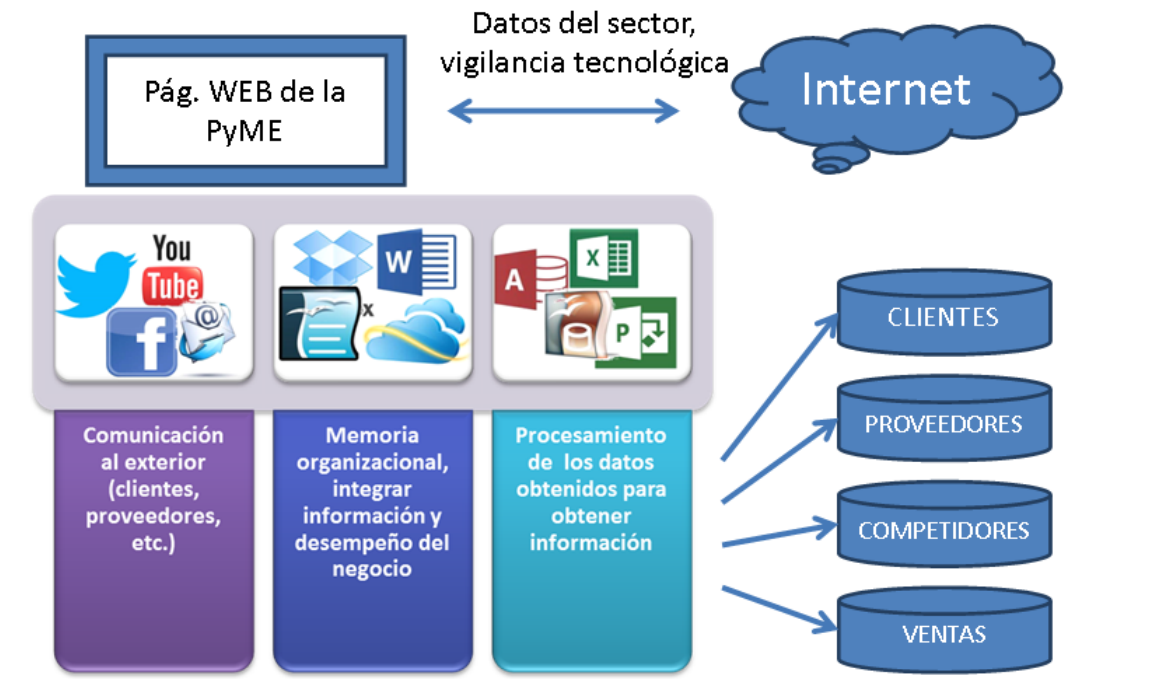 Datos del sector,
vigilancia tecnológica
Pág. WEB de la
PyME
Internet
You
Tube
f
@
W
x
A
X
P
Comunicación
al exterior
(clientes,
proveedores,
etc.)
Memoria
organizacional,
integrar
información y
desempeño del
negocio
Procesamiento
de los datos
obtenidos para
obtener
información
CLIENTES
PROVEEDORES
COMPETIDORES
VENTAS